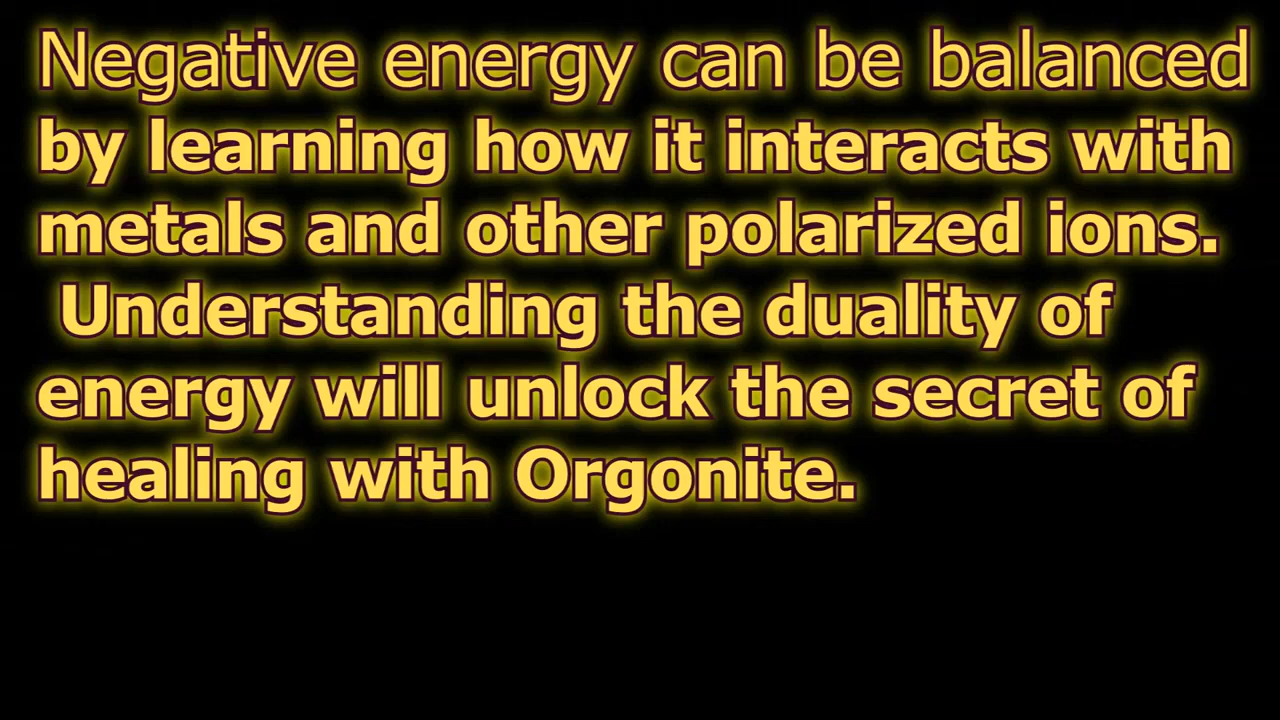 Negative energy can be balanced
by learning how it interacts with
metals and other polarized ions.
Understanding the duality of
energy will unlock the secret of
healing with Orgonite.